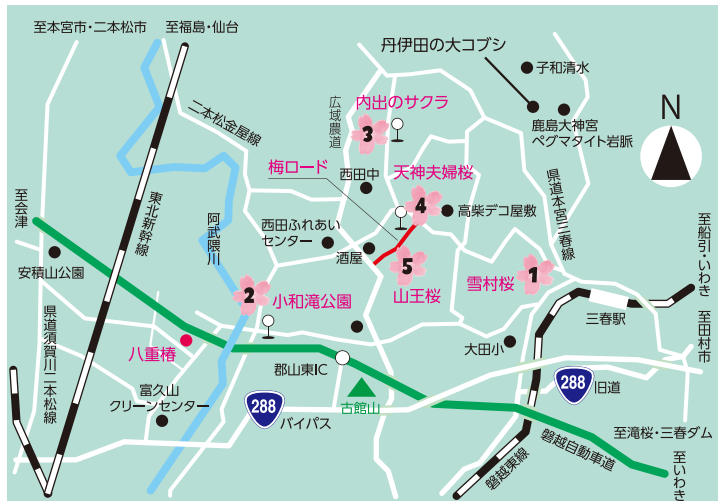 至本宮市・二本松市
至福島・仙台
丹伊田の大コブシ
子和清水
鹿島大神宮
ペグマタイト岩脈
N
二本松金屋線
広域農道
内出のサクラ
3
西田中
梅ロード
天神夫婦桜
4
高柴デコ屋敷
県道本宮三春線
至会津
東北新幹線
阿武隈川
西田ふれあい
センター
酒屋
5
山王桜
雪村桜
1
至船引・いわき
安積山公園
2
小和滝公園
三春駅
県道須賀川二本松線
八重椿
郡山東IC
大田小
至田村市
富久山
クリーンセンター
288
バイパス
古館山
288
旧道
磐越東線
磐越自動車道
至滝桜・三春ダム
至いわき